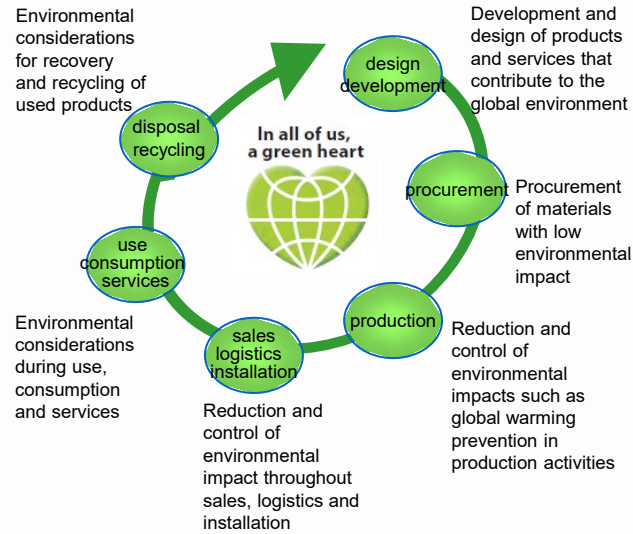 Environmental
considerations
for recovery
and recycling of
used products
Development and
design of products
and services that
contribute to the
global environment
design
development
disposal
recycling
In all of us,
a green heart
procurement
Procurement
of materials
with low
environmental
impact
use
consumption
services
production
sales
logistics
installation
Environmental
considerations
during use,
consumption
and services
Reduction and
control of
environmental
impacts such as
global warming
prevention in
production activities
Reduction and
control of
environmental
impact throughout
sales, logistics and
installation